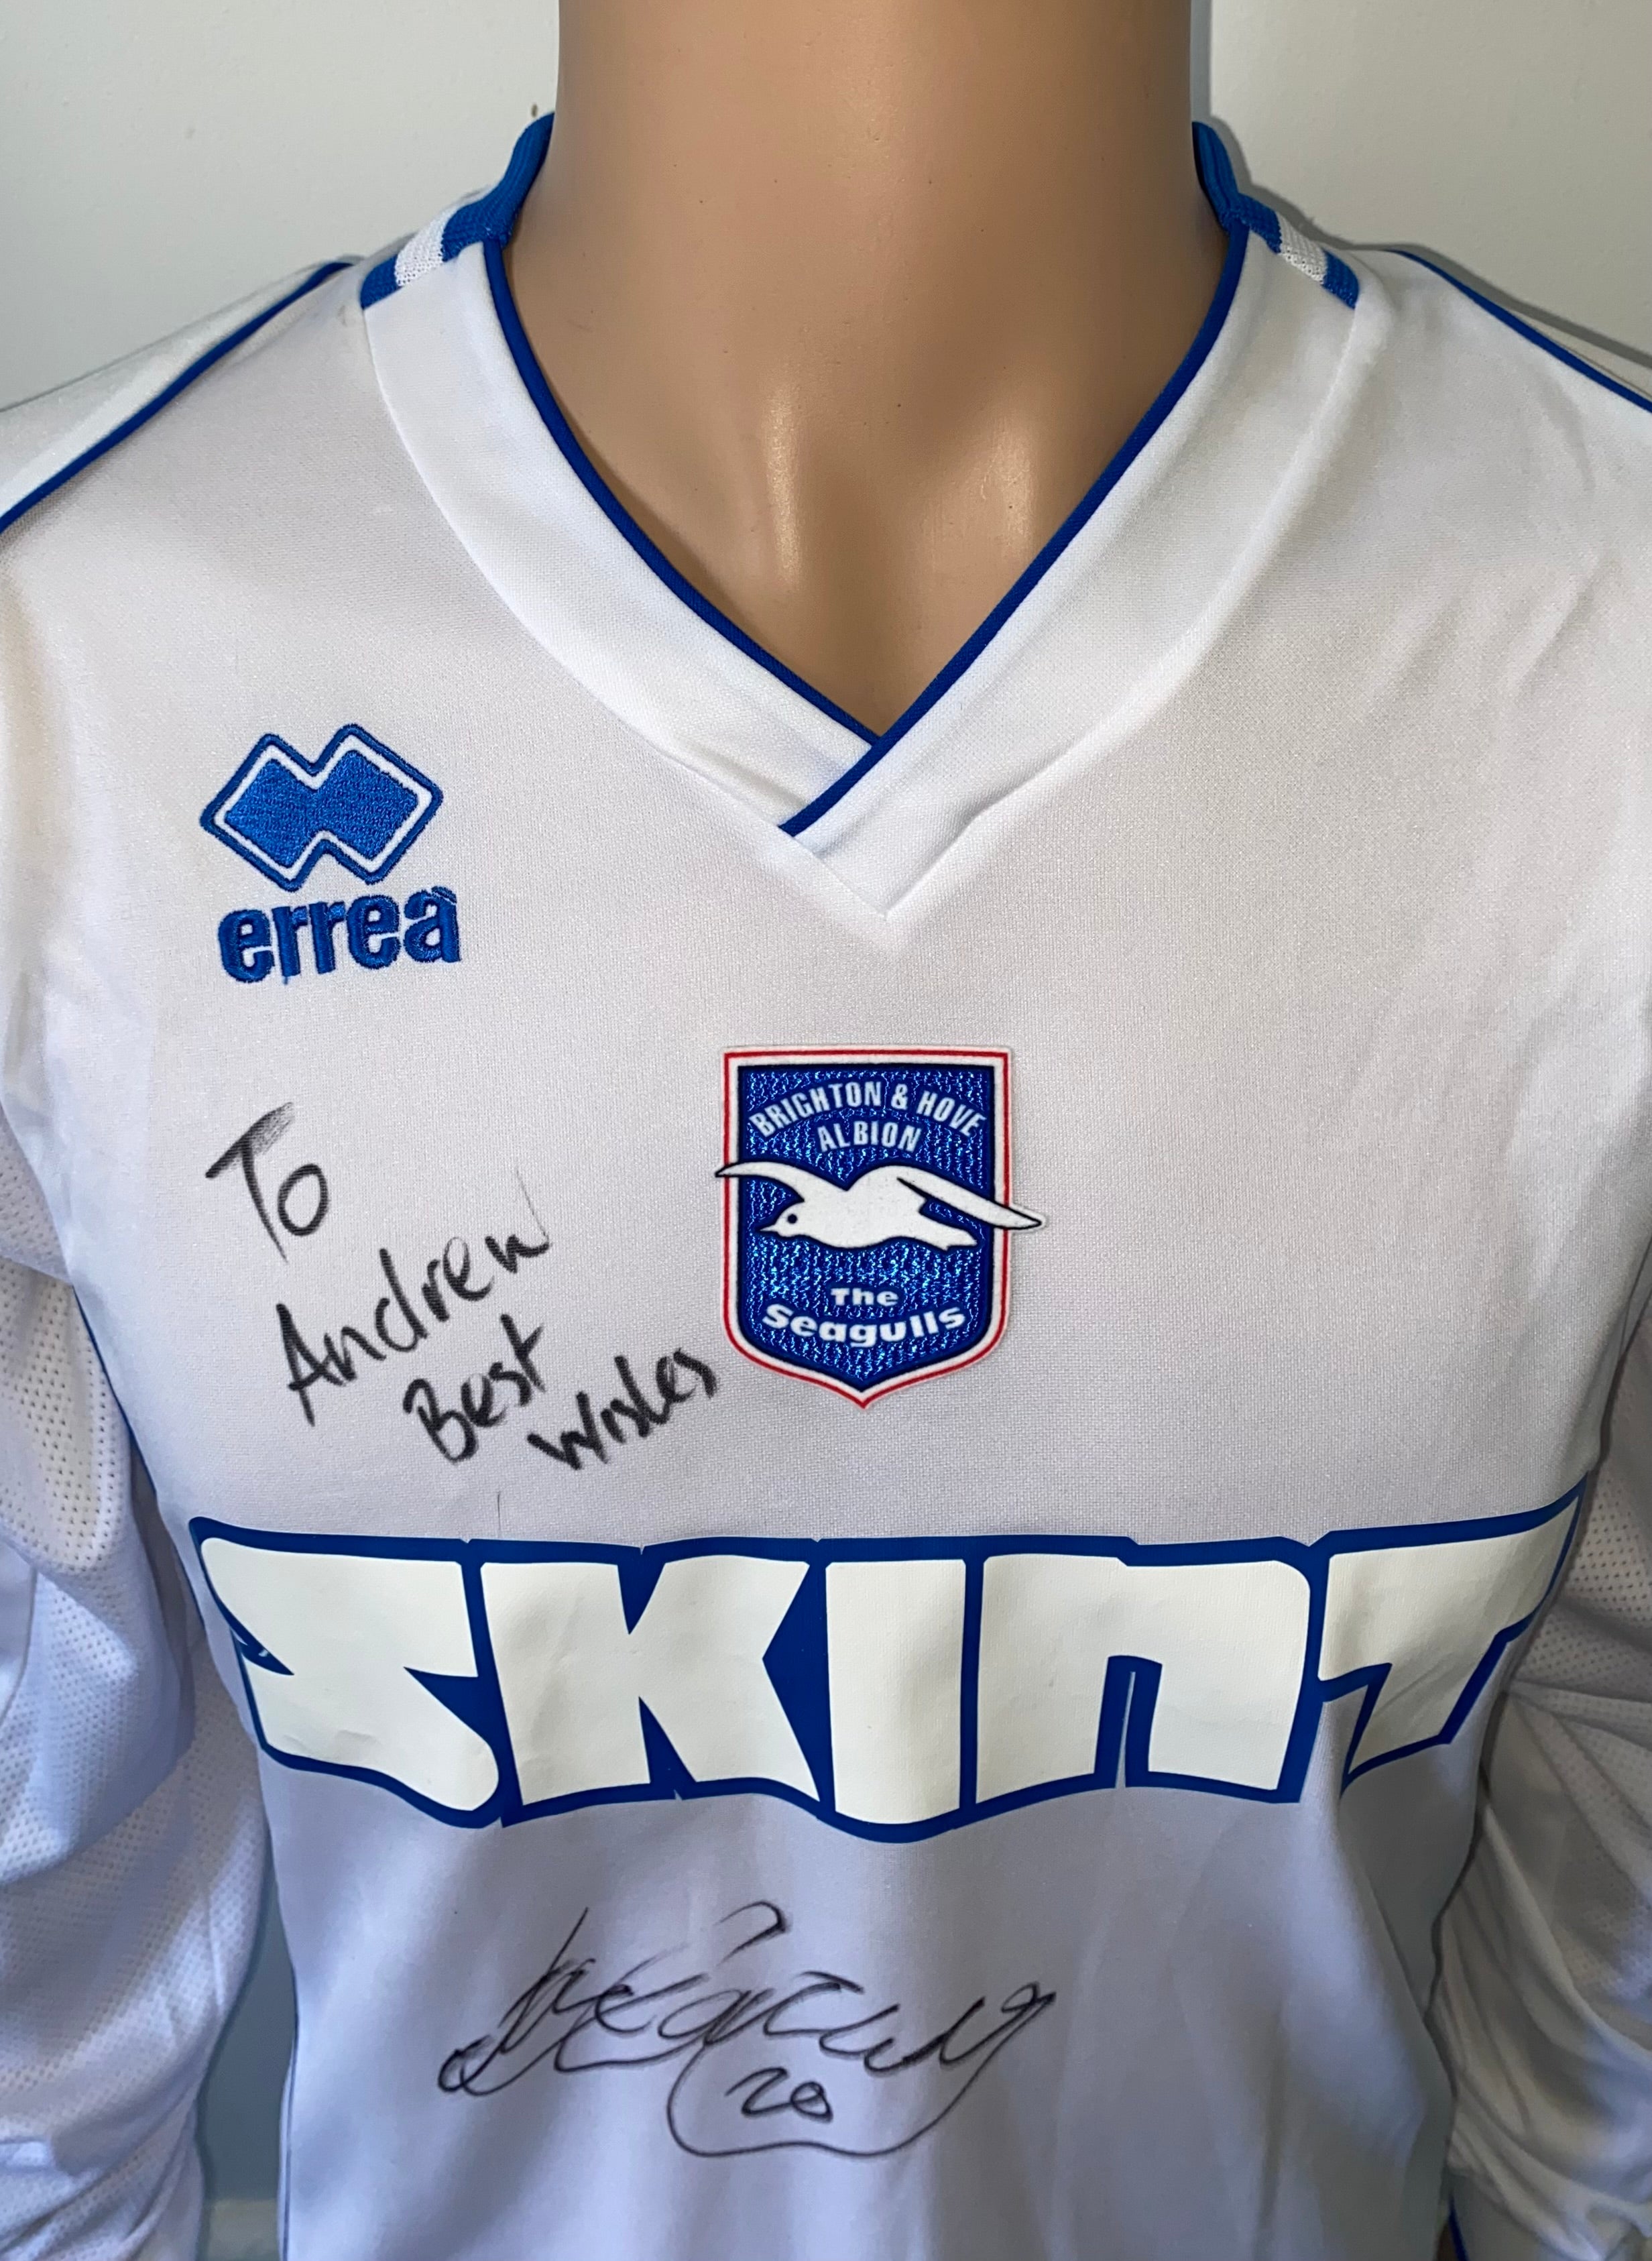 errea
BRIGHTON & HOVE
ALBION
The
Seagulls
To
Andrew
Best
Wishes
SKINT
20